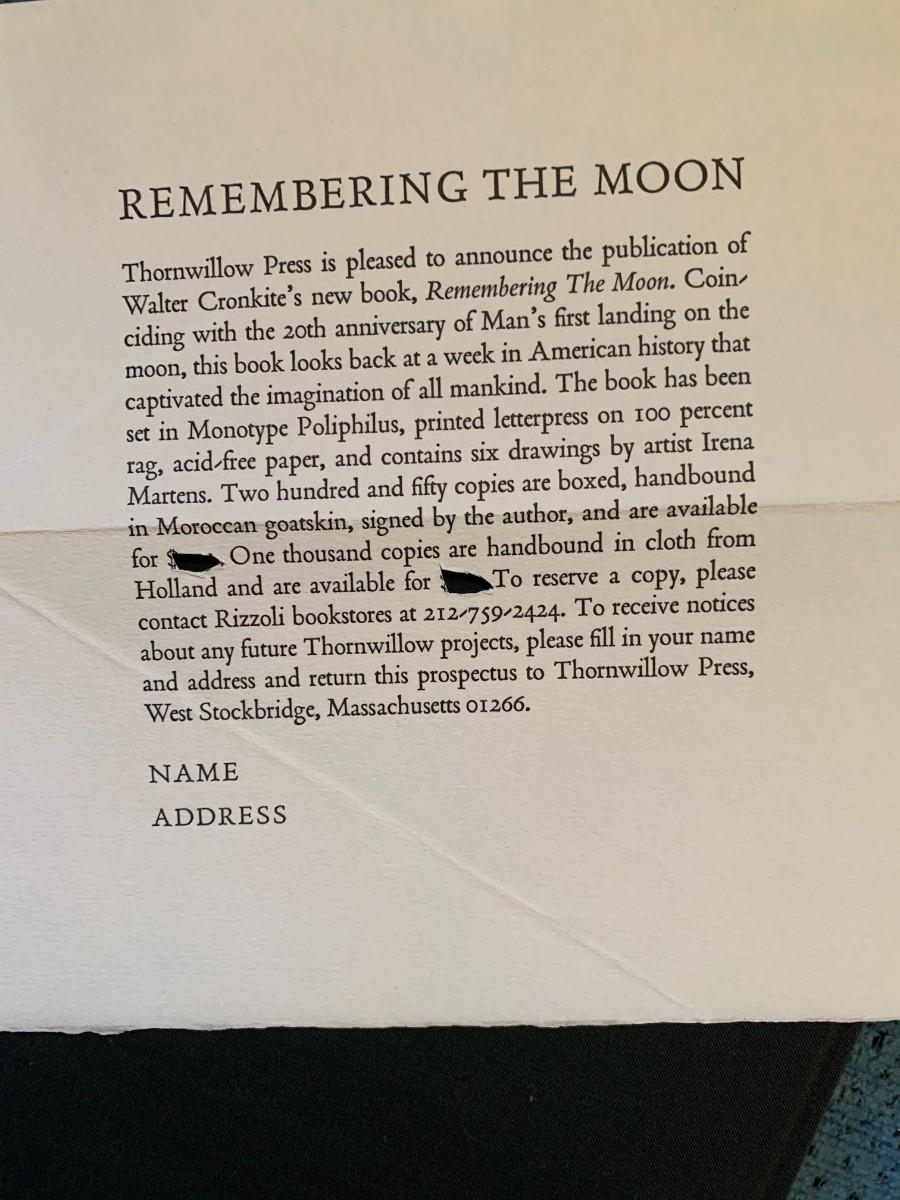 REMEMBERING THE MOON
Thornwillow Press is pleased to announce the publication of
Walter Cronkite's new book, Remembering The Moon. Coin-
ciding with the 20th anniversary of Man's first landing on the
moon, this book looks back at a week in American history that
captivated the imagination of all mankind. The book has been
set in Monotype Poliphilus, printed letterpress on 100 percent
rag, acid-free paper, and contains six drawings by artist Irena
Martens. Two hundred and fifty copies are boxed, handbound
in Moroccan goatskin, signed by the author, and are available
for $ . One thousand copies are handbound in cloth from
Holland and are available for To reserve a copy, please
contact Rizzoli bookstores at 212-759-2424. To receive notices
about any future Thornwillow projects, please fill in your name
and address and return this prospectus to Thornwillow Press,
West Stockbridge, Massachusetts 01266.
NAME
ADDRESS